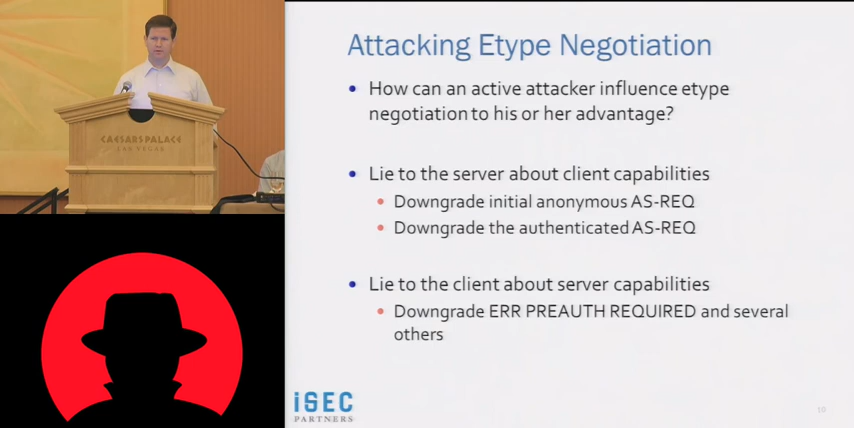 Attacking Etype Negotiation
How can an active attacker influence etype
negotiation to his or her advantage?
Lie to the server about client capabilities
Downgrade initial anonymous AS-REQ
Downgrade the authenticated AS-REQ
Lie to the client about server capabilities
Downgrade ERR PREAUTH REQUIRED and several
others
CAESARS PALACE
LAS VEGAS
iSEC
PARTNERS
10